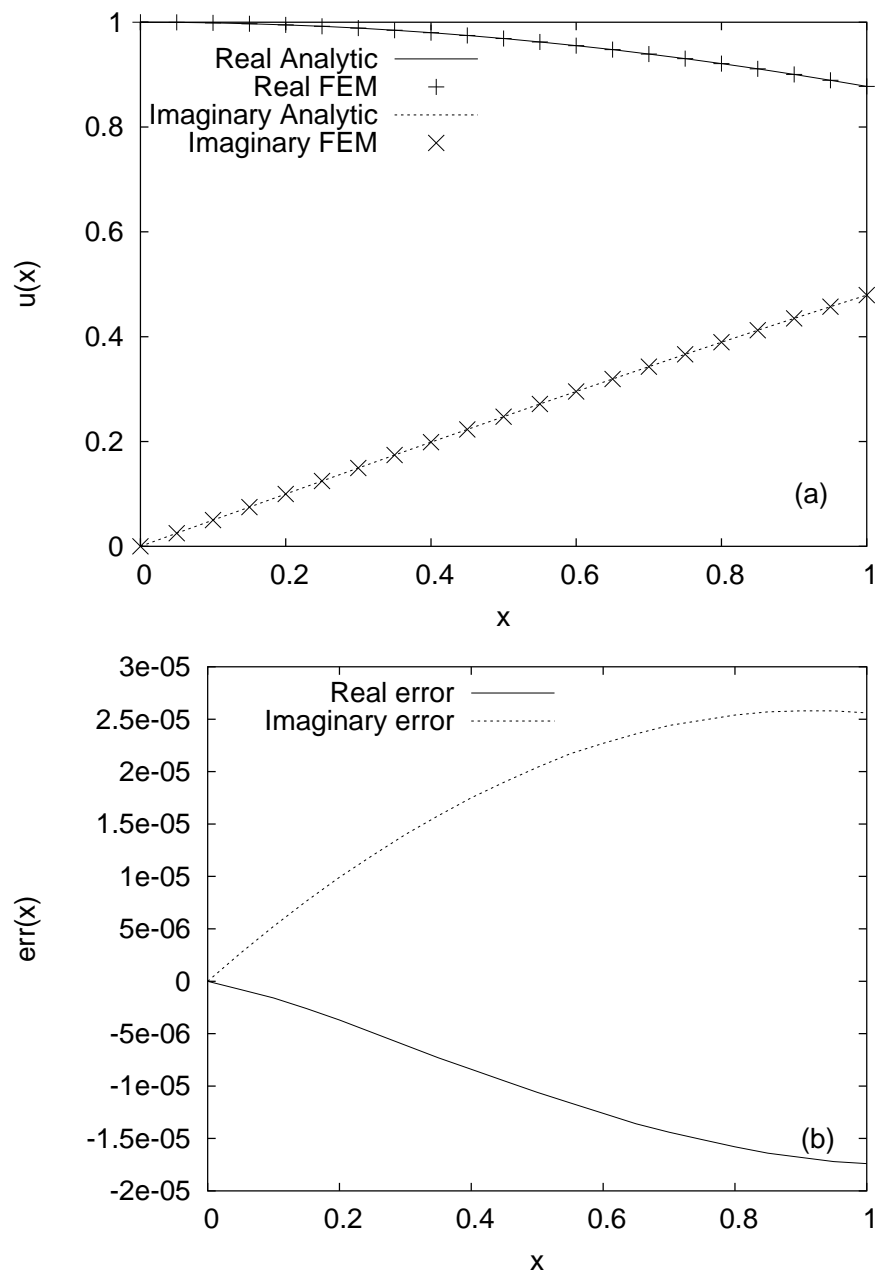 1
Real Analytic
Real FEM
Imaginary Analytic
Imaginary FEM
0.8
0.6
u(x)
0.4
0.2
(a)
0
0 0.2 0.4 0.6 0.8 1
x
3e-05
Real error
Imaginary error
2.5e-05
2e-05
1.5e-05
1e-05
5e-06
err(x)
0
-5e-06
-1e-05
-1.5e-05
(b)
-2e-05
0 0.2 0.4 0.6 0.8 1
x